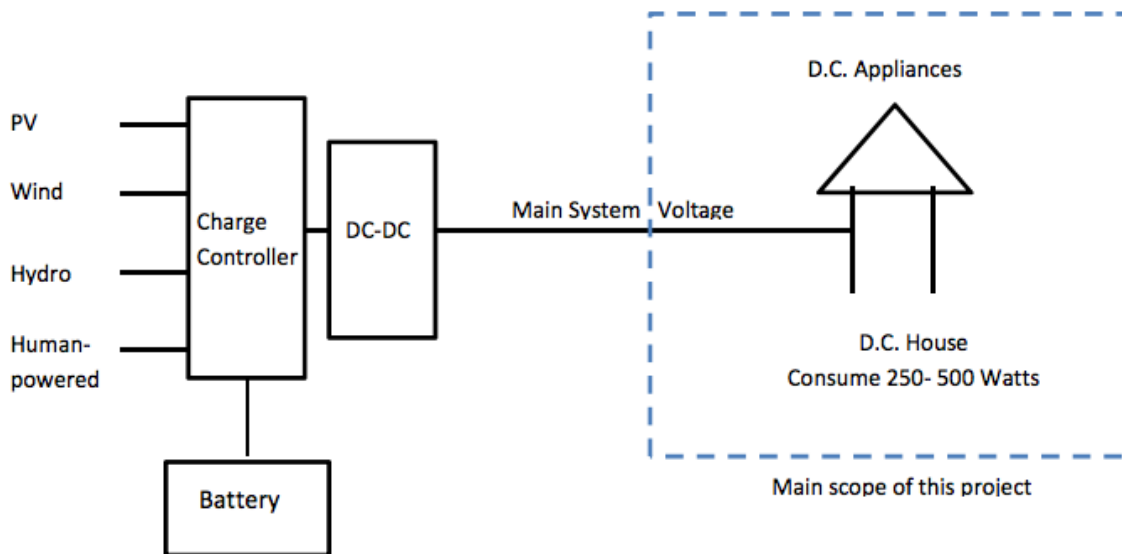 PV
Wind
Hydro
Human-
powered
Charge
Controller
DC-DC
Battery
Main System Voltage
D.C. Appliances
D.C. House
Consume 250- 500 Watts
Main scope of this project